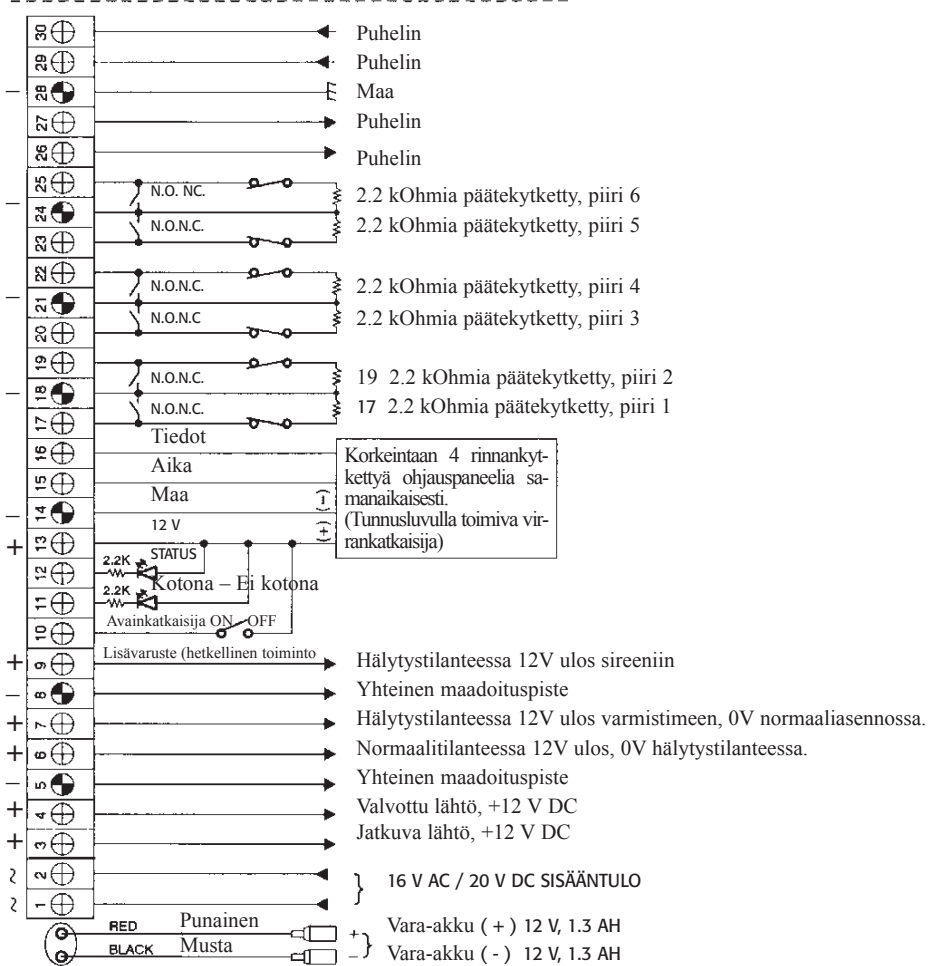 30 Puhelin
29 Puhelin
– 28 Maa
27 Puhelin
26 Puhelin
25 N.O. NC. 2.2 kOhmia päätekytketty, piiri 6
– 24
23 N.O.N.C. 2.2 kOhmia päätekytketty, piiri 5
22 N.O.N.C. 2.2 kOhmia päätekytketty, piiri 4
– 21
20 N.O.N.C 2.2 kOhmia päätekytketty, piiri 3
19 N.O.N.C. 19 2.2 kOhmia päätekytketty, piiri 2
– 18
17 N.O.N.C. 17 2.2 kOhmia päätekytketty, piiri 1
16 Tiedot
15 Aika
– 14 Maa (-)
+ 13 12 V (+)
Korkeintaan 4 rinnankyt-
kettyä ohjauspaneelia sa-
manaikaisesti.
(Tunnusluvulla toimiva vir-
rankatkaisija)
12 2.2K STATUS
11 2.2K Kotona – Ei kotona
10 Avainkatkaisija ON OFF
Lisävaruste (hetkellinen toiminto
+ 9 Hälytystilanteessa 12V ulos sireeniin
– 8 Yhteinen maadoituspiste
+ 7 Hälytystilanteessa 12V ulos varmistimeen, 0V normaaliasennossa.
+ 6 Normaalitilanteessa 12V ulos, 0V hälytystilanteessa.
– 5 Yhteinen maadoituspiste
+ 4 Valvottu lähtö, +12 V DC
+ 3 Jatkuva lähtö, +12 V DC
~ 2
~ 1
} 16 V AC / 20 V DC SISÄÄNTULO
RED Punainen + Vara-akku ( + ) 12 V, 1.3 AH
BLACK Musta – } Vara-akku ( - ) 12 V, 1.3 AH